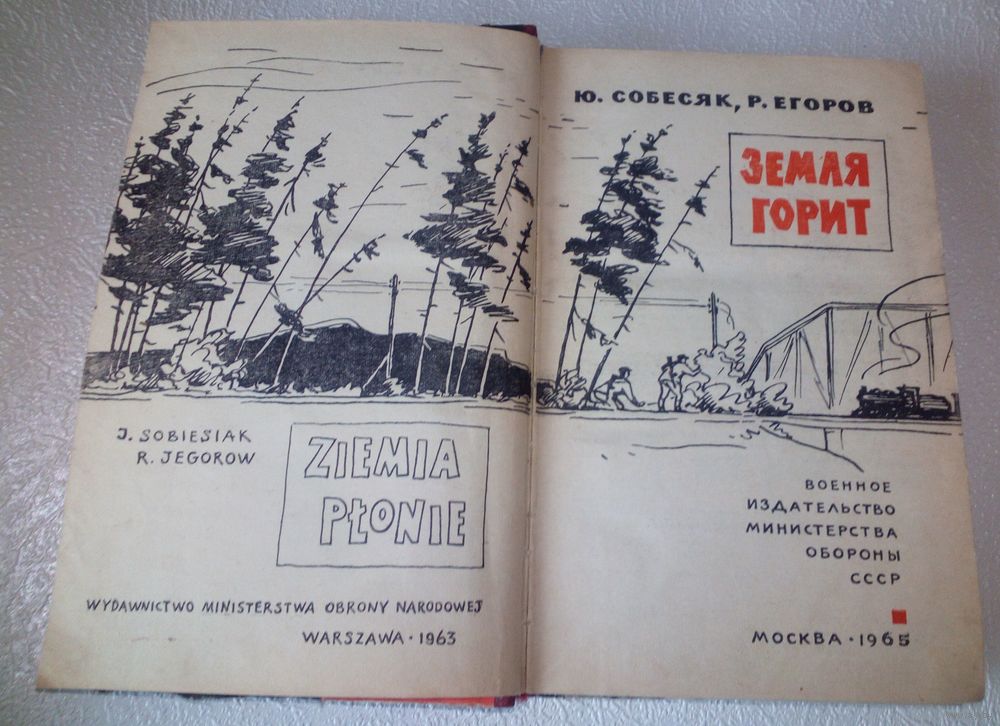 J. SOBIESIAK
R. JEGOROW
ZIEMIA
PŁONIE
WYDAWNICTWO MINISTERSTWA OBRONY NARODOWEJ
WARSZAWA · 1963
Ю. СОБЕСЯК, Р. ЕГОРОВ
ЗЕМЛЯ
ГОРИТ
ВОЕННОЕ
ИЗДАТЕЛЬСТВО
МИНИСТЕРСТВА
ОБОРОНЫ
СССР
МОСКВА · 1965